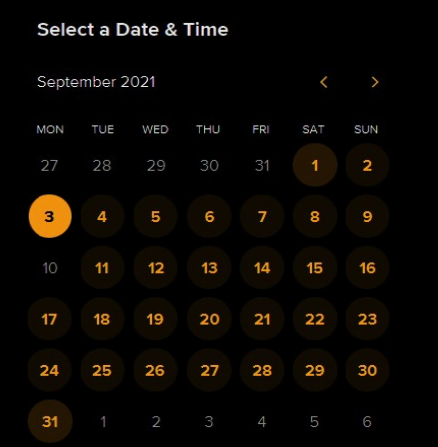 Select a Date & Time
September 2021
MON TUE WED THU FRI SAT SUN
27 28 29 30 31 1 2
3 4 5 6 7 8 9
10 11 12 13 14 15 16
17 18 19 20 21 22 23
24 25 26 27 28 29 30
31 1 2 3 4 5 6